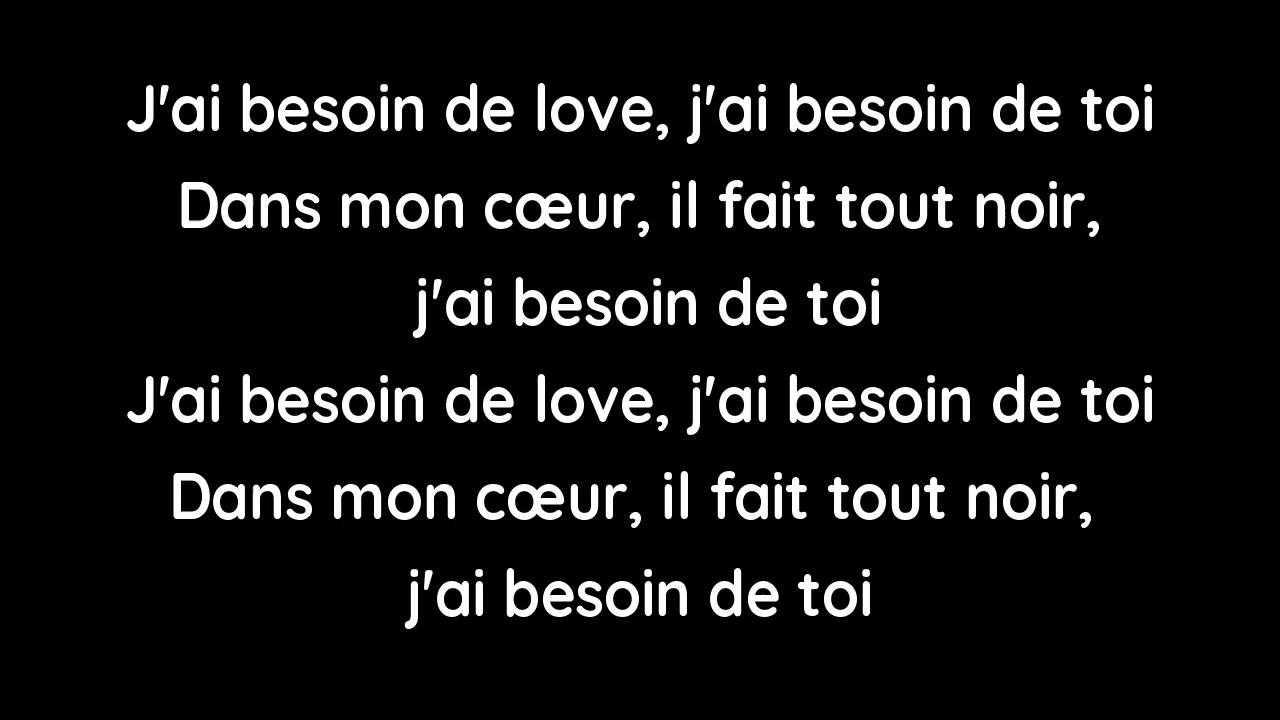 J'ai besoin de love, j'ai besoin de toi
Dans mon cœur, il fait tout noir,
j'ai besoin de toi
J'ai besoin de love, j'ai besoin de toi
Dans mon cœur, il fait tout noir,
j'ai besoin de toi